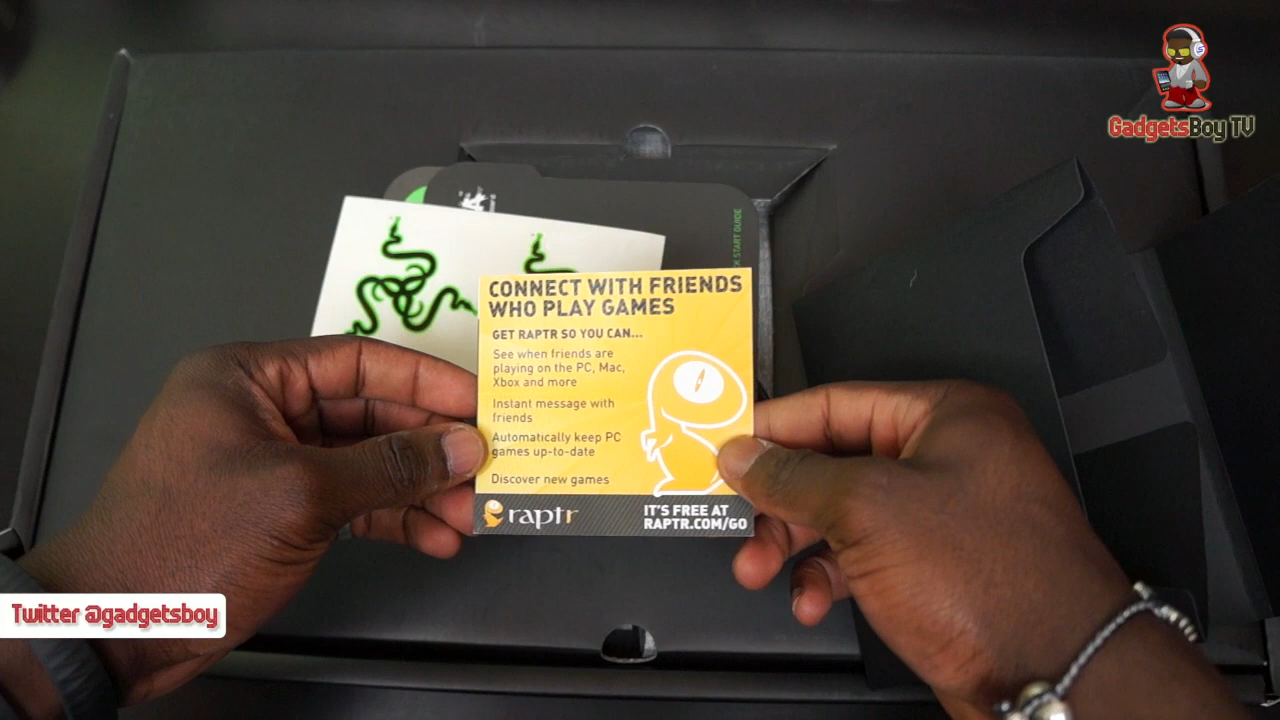 GadgetsBoy TV
START GUIDE
CONNECT WITH FRIENDS
WHO PLAY GAMES
GET RAPTR SO YOU CAN...
See when friends are
playing on the PC, Mac,
Xbox and more
Instant message with
friends
Automatically keep PC
games up-to-date
Discover new games
raptr
IT'S FREE AT
RAPTR.COM/GO
Twitter @gadgetsboy